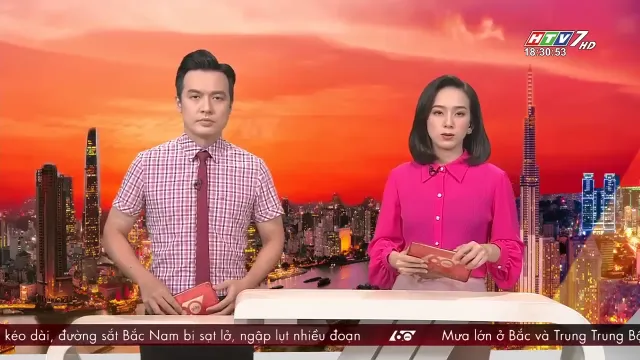 HTV7 HD
18:30:53
kéo dài, đường sắt Bắc Nam bị sạt lở, ngập lụt nhiều đoạn 60 Mưa lớn ở Bắc và Trung Trung Bộ